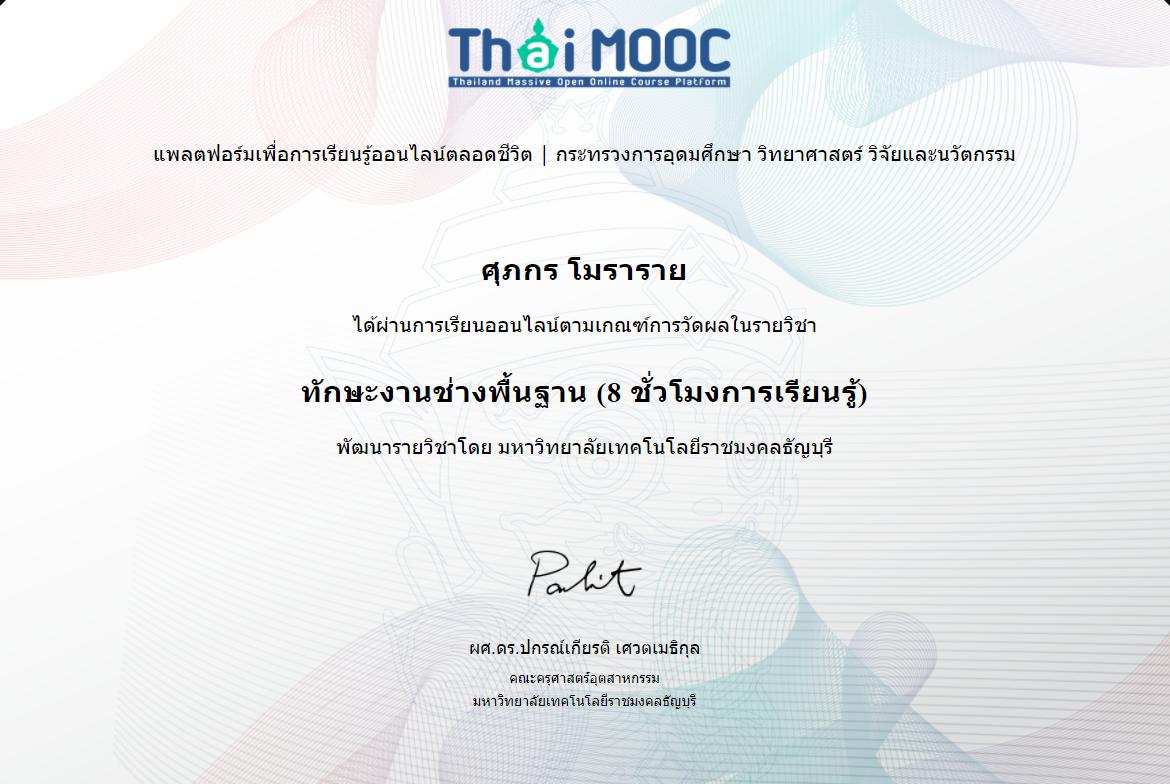 Thai MOOC
Thailand Massive Open Online Course Platform
แพลตฟอร์มเพื่อการเรียนรู้ออนไลน์ตลอดชีวิต | กระทรวงการอุดมศึกษา วิทยาศาสตร์ วิจัยและนวัตกรรม
ศุภกร โมราราย
ได้ผ่านการเรียนออนไลน์ตามเกณฑ์การวัดผลในรายวิชา
ทักษะงานช่างพื้นฐาน (8 ชั่วโมงการเรียนรู้)
พัฒนารายวิชาโดย มหาวิทยาลัยเทคโนโลยีราชมงคลธัญบุรี
ผศ.ดร.ปกรณ์เกียรติ เศวตเมธิกุล
คณะครุศาสตร์อุตสาหกรรม
มหาวิทยาลัยเทคโนโลยีราชมงคลธัญบุรี